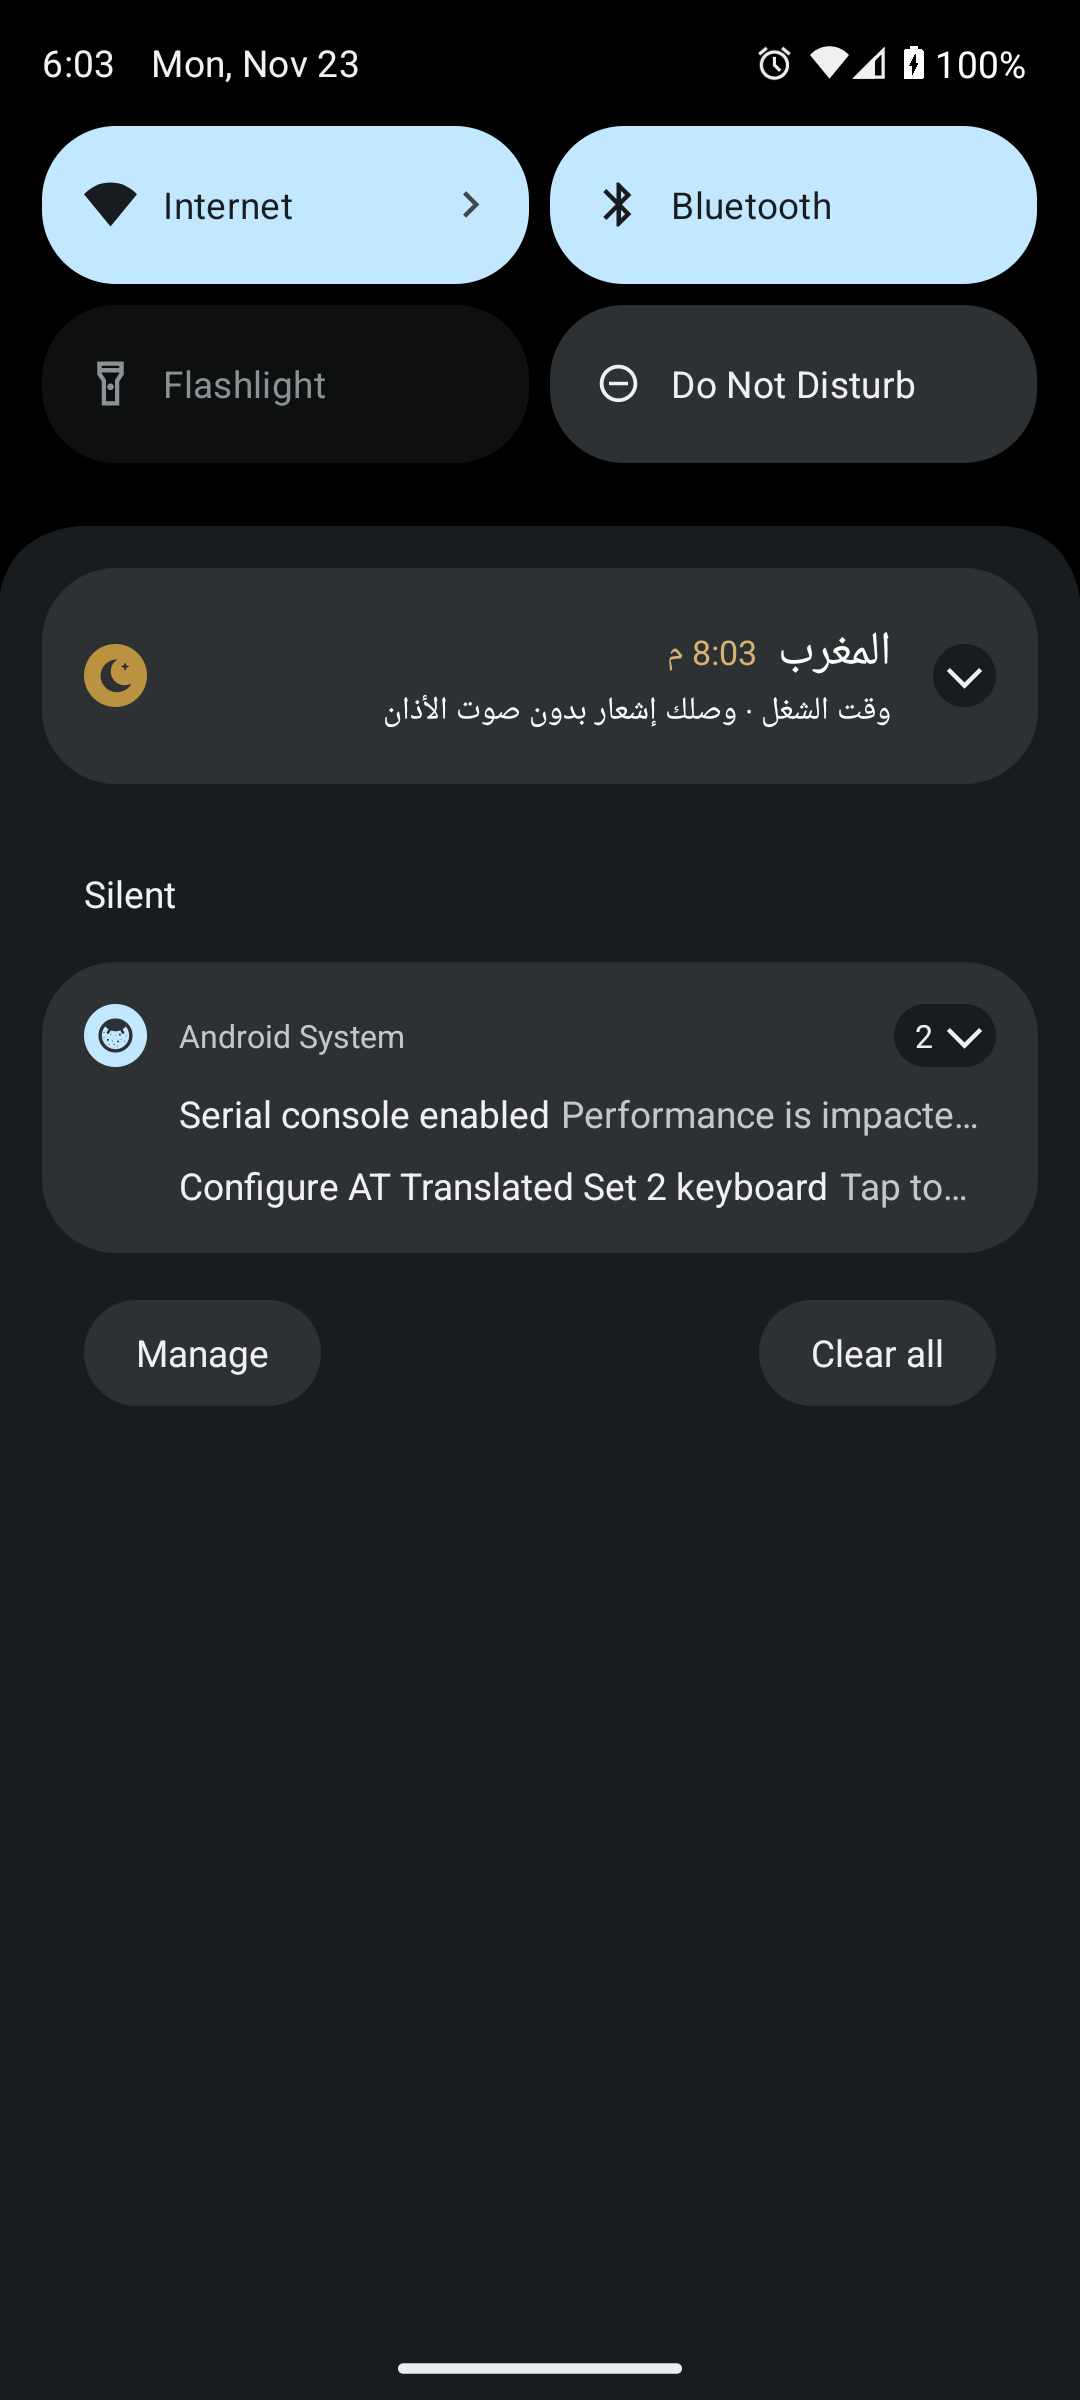 6:03 Mon, Nov 23 100%
Internet
Bluetooth
Flashlight
Do Not Disturb
المغرب 8:03 م
وقت الشغل · وصلك إشعار بدون صوت الأذان
Silent
Android System 2
Serial console enabled Performance is impacte…
Configure AT Translated Set 2 keyboard Tap to…
Manage
Clear all